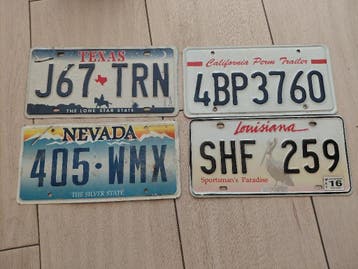 TEXAS
J67 TRN
THE LONE STAR STATE
California Perm Trailer
4BP3760
NEVADA
405·WMX
THE SILVER STATE
Louisiana
SHF 259
Sportsman's Paradise
16